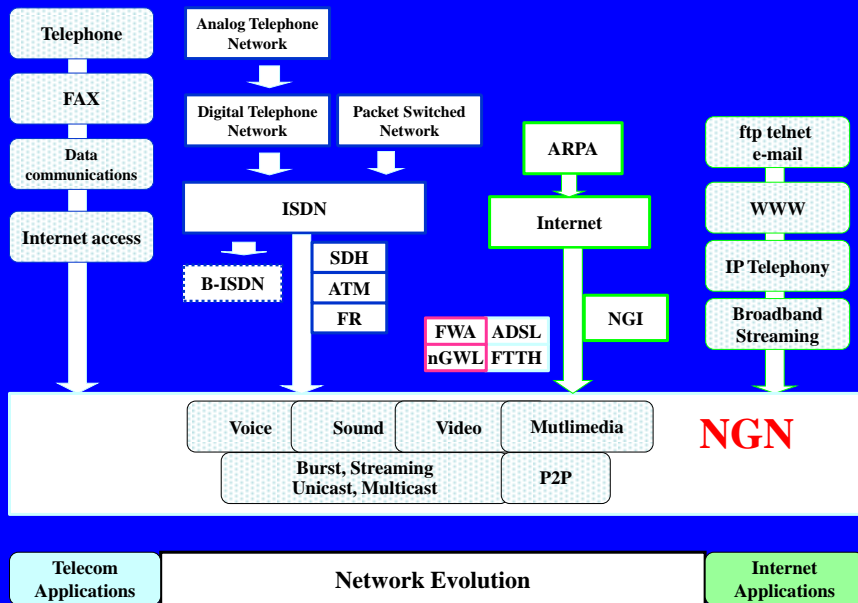 Telephone
FAX
Data
communications
Internet access
Analog Telephone
Network
Digital Telephone
Network
Packet Switched
Network
ISDN
B-ISDN
SDH
ATM
FR
ARPA
Internet
NGI
FWA
ADSL
nGWL
FTTH
ftp telnet
e-mail
WWW
IP Telephony
Broadband
Streaming
Voice
Sound
Video
Mutlimedia
Burst, Streaming
Unicast, Multicast
P2P
NGN
Telecom
Applications
Network Evolution
Internet
Applications